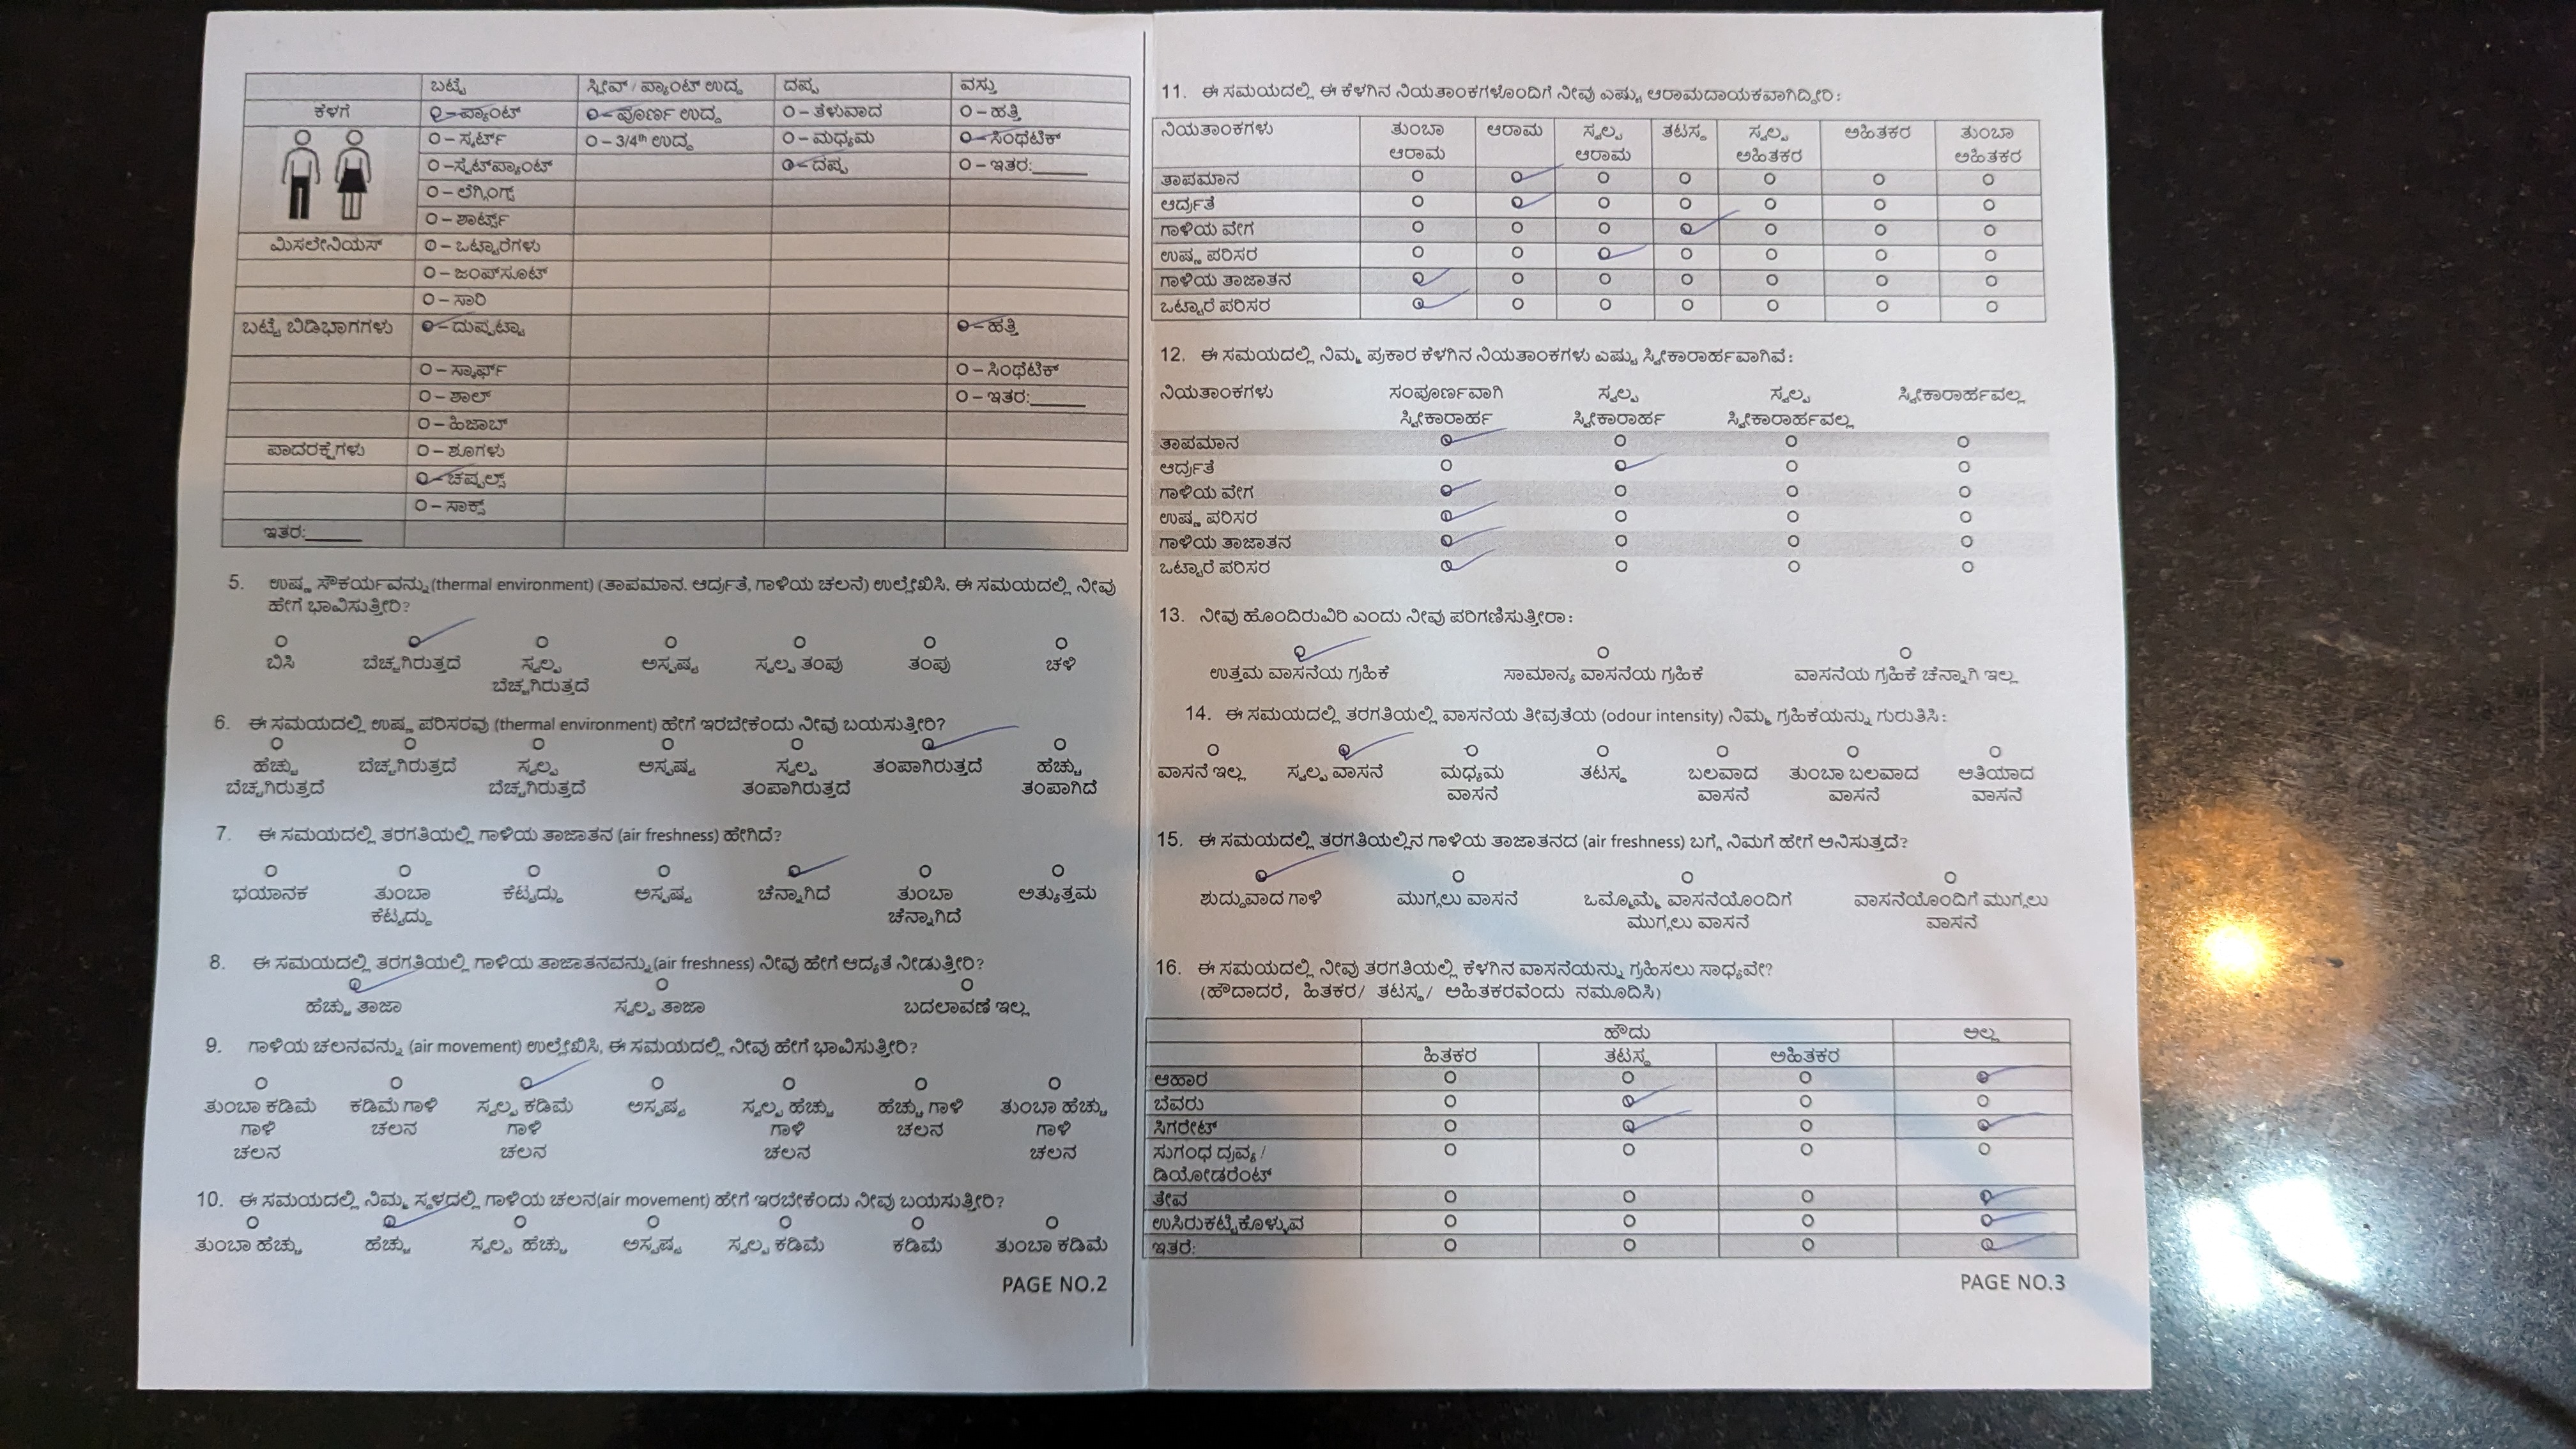 ಬಟ್ಟೆ ಸ್ಲೀವ್ / ಪ್ಯಾಂಟ್ ಉದ್ದ ದಪ್ಪ ವಸ್ತು
ಕೆಳಗೆ O – ಪ್ಯಾಂಟ್ O – ಪೂರ್ಣ ಉದ್ದ O – ತೆಳುವಾದ O – ಹತ್ತಿ
O – ಸ್ಕರ್ಟ್ O – 3/4th ಉದ್ದ O – ಮಧ್ಯಮ O – ಸಿಂಥೆಟಿಕ್
O –ಸ್ವೆಟ್‌ಪ್ಯಾಂಟ್ O – ದಪ್ಪ O – ಇತರ:______
O – ಲೆಗ್ಗಿಂಗ್ಸ್
O – ಶಾರ್ಟ್ಸ್
ಮಿಸಲೇನಿಯಸ್ O – ಒಟ್ಟಾರೆಗಳು
O – ಜಂಪ್‌ಸೂಟ್
O – ಸಾರಿ
ಬಟ್ಟೆ ಬಿಡಿಭಾಗಗಳು O – ದುಪ್ಪಟ್ಟಾ O – ಹತ್ತಿ
O – ಸ್ಕಾರ್ಫ್ O – ಸಿಂಥೆಟಿಕ್
O – ಶಾಲ್ O – ಇತರ:______
O – ಹಿಜಾಬ್
ಪಾದರಕ್ಷೆಗಳು O – ಶೂಗಳು
O – ಚಪ್ಪಲ್ಸ್
O – ಸಾಕ್ಸ್
ಇತರ:______
5. ಉಷ್ಣ ಸೌಕರ್ಯವನ್ನು (thermal environment) (ತಾಪಮಾನ, ಆರ್ದ್ರತೆ, ಗಾಳಿಯ ಚಲನೆ) ಉಲ್ಲೇಖಿಸಿ, ಈ ಸಮಯದಲ್ಲಿ ನೀವು
ಹೇಗೆ ಭಾವಿಸುತ್ತೀರಿ?
ಬಿಸಿ ಬೆಚ್ಚಗಿರುತ್ತದೆ ಸ್ವಲ್ಪ ಅಸ್ಪಷ್ಟ ಸ್ವಲ್ಪ ತಂಪು ತಂಪು ಚಳಿ
ಬೆಚ್ಚಗಿರುತ್ತದೆ
6. ಈ ಸಮಯದಲ್ಲಿ ಉಷ್ಣ ಪರಿಸರವು (thermal environment) ಹೇಗೆ ಇರಬೇಕೆಂದು ನೀವು ಬಯಸುತ್ತೀರಿ?
ಹೆಚ್ಚು ಬೆಚ್ಚಗಿರುತ್ತದೆ ಸ್ವಲ್ಪ ಅಸ್ಪಷ್ಟ ಸ್ವಲ್ಪ ತಂಪಾಗಿರುತ್ತದೆ ಹೆಚ್ಚು
ಬೆಚ್ಚಗಿರುತ್ತದೆ ಬೆಚ್ಚಗಿರುತ್ತದೆ ತಂಪಾಗಿರುತ್ತದೆ ತಂಪಾಗಿದೆ
7. ಈ ಸಮಯದಲ್ಲಿ ತರಗತಿಯಲ್ಲಿ ಗಾಳಿಯ ತಾಜಾತನ (air freshness) ಹೇಗಿದೆ?
ಭಯಾನಕ ತುಂಬಾ ಕೆಟ್ಟದ್ದು ಅಸ್ಪಷ್ಟ ಚೆನ್ನಾಗಿದೆ ತುಂಬಾ ಅತ್ಯುತ್ತಮ
ಕೆಟ್ಟದ್ದು ಚೆನ್ನಾಗಿದೆ
8. ಈ ಸಮಯದಲ್ಲಿ ತರಗತಿಯಲ್ಲಿ ಗಾಳಿಯ ತಾಜಾತನವನ್ನು (air freshness) ನೀವು ಹೇಗೆ ಆದ್ಯತೆ ನೀಡುತ್ತೀರಿ?
ಹೆಚ್ಚು ತಾಜಾ ಸ್ವಲ್ಪ ತಾಜಾ ಬದಲಾವಣೆ ಇಲ್ಲ
9. ಗಾಳಿಯ ಚಲನವನ್ನು (air movement) ಉಲ್ಲೇಖಿಸಿ, ಈ ಸಮಯದಲ್ಲಿ ನೀವು ಹೇಗೆ ಭಾವಿಸುತ್ತೀರಿ?
ತುಂಬಾ ಕಡಿಮೆ ಕಡಿಮೆ ಗಾಳಿ ಸ್ವಲ್ಪ ಕಡಿಮೆ ಅಸ್ಪಷ್ಟ ಸ್ವಲ್ಪ ಹೆಚ್ಚು ಹೆಚ್ಚು ಗಾಳಿ ತುಂಬಾ ಹೆಚ್ಚು
ಗಾಳಿ ಚಲನ ಗಾಳಿ ಗಾಳಿ ಚಲನ ಗಾಳಿ
ಚಲನ ಚಲನ ಚಲನ ಚಲನ
10. ಈ ಸಮಯದಲ್ಲಿ ನಿಮ್ಮ ಸ್ಥಳದಲ್ಲಿ ಗಾಳಿಯ ಚಲನ(air movement) ಹೇಗೆ ಇರಬೇಕೆಂದು ನೀವು ಬಯಸುತ್ತೀರಿ?
ತುಂಬಾ ಹೆಚ್ಚು ಹೆಚ್ಚು ಸ್ವಲ್ಪ ಹೆಚ್ಚು ಅಸ್ಪಷ್ಟ ಸ್ವಲ್ಪ ಕಡಿಮೆ ಕಡಿಮೆ ತುಂಬಾ ಕಡಿಮೆ
PAGE NO.2
11. ಈ ಸಮಯದಲ್ಲಿ ಈ ಕೆಳಗಿನ ನಿಯತಾಂಕಗಳೊಂದಿಗೆ ನೀವು ಎಷ್ಟು ಆರಾಮದಾಯಕವಾಗಿದ್ದೀರಿ:
ನಿಯತಾಂಕಗಳು ತುಂಬಾ ಆರಾಮ ಸ್ವಲ್ಪ ತಟಸ್ಥ ಸ್ವಲ್ಪ ಅಹಿತಕರ ತುಂಬಾ
ಆರಾಮ ಆರಾಮ ಅಹಿತಕರ ಅಹಿತಕರ
ತಾಪಮಾನ
ಆರ್ದ್ರತೆ
ಗಾಳಿಯ ವೇಗ
ಉಷ್ಣ ಪರಿಸರ
ಗಾಳಿಯ ತಾಜಾತನ
ಒಟ್ಟಾರೆ ಪರಿಸರ
12. ಈ ಸಮಯದಲ್ಲಿ ನಿಮ್ಮ ಪ್ರಕಾರ ಕೆಳಗಿನ ನಿಯತಾಂಕಗಳು ಎಷ್ಟು ಸ್ವೀಕಾರಾರ್ಹವಾಗಿವೆ:
ನಿಯತಾಂಕಗಳು ಸಂಪೂರ್ಣವಾಗಿ ಸ್ವಲ್ಪ ಸ್ವಲ್ಪ ಸ್ವೀಕಾರಾರ್ಹವಲ್ಲ
ಸ್ವೀಕಾರಾರ್ಹ ಸ್ವೀಕಾರಾರ್ಹ ಸ್ವೀಕಾರಾರ್ಹವಲ್ಲ
ತಾಪಮಾನ
ಆರ್ದ್ರತೆ
ಗಾಳಿಯ ವೇಗ
ಉಷ್ಣ ಪರಿಸರ
ಗಾಳಿಯ ತಾಜಾತನ
ಒಟ್ಟಾರೆ ಪರಿಸರ
13. ನೀವು ಹೊಂದಿರುವಿರಿ ಎಂದು ನೀವು ಪರಿಗಣಿಸುತ್ತೀರಾ:
ಉತ್ತಮ ವಾಸನೆಯ ಗ್ರಹಿಕೆ ಸಾಮಾನ್ಯ ವಾಸನೆಯ ಗ್ರಹಿಕೆ ವಾಸನೆಯ ಗ್ರಹಿಕೆ ಚೆನ್ನಾಗಿ ಇಲ್ಲ
14. ಈ ಸಮಯದಲ್ಲಿ ತರಗತಿಯಲ್ಲಿ ವಾಸನೆಯ ತೀವ್ರತೆಯ (odour intensity) ನಿಮ್ಮ ಗ್ರಹಿಕೆಯನ್ನು ಗುರುತಿಸಿ:
ವಾಸನೆ ಇಲ್ಲ ಸ್ವಲ್ಪ ವಾಸನೆ ಮಧ್ಯಮ ತಟಸ್ಥ ಬಲವಾದ ತುಂಬಾ ಬಲವಾದ ಅತಿಯಾದ
ವಾಸನೆ ವಾಸನೆ ವಾಸನೆ ವಾಸನೆ
15. ಈ ಸಮಯದಲ್ಲಿ ತರಗತಿಯಲ್ಲಿನ ಗಾಳಿಯ ತಾಜಾತನದ (air freshness) ಬಗ್ಗೆ ನಿಮಗೆ ಹೇಗೆ ಅನಿಸುತ್ತದೆ?
ಶುದ್ಧವಾದ ಗಾಳಿ ಮುಗ್ಗಲು ವಾಸನೆ ಒಮ್ಮೊಮ್ಮೆ ವಾಸನೆಯೊಂದಿಗೆ ವಾಸನೆಯೊಂದಿಗೆ ಮುಗ್ಗಲು
ಮುಗ್ಗಲು ವಾಸನೆ ವಾಸನೆ
16. ಈ ಸಮಯದಲ್ಲಿ ನೀವು ತರಗತಿಯಲ್ಲಿ ಕೆಳಗಿನ ವಾಸನೆಯನ್ನು ಗ್ರಹಿಸಲು ಸಾಧ್ಯವೇ?
(ಹೌದಾದರೆ, ಹಿತಕರ/ ತಟಸ್ಥ/ ಅಹಿತಕರವೆಂದು ನಮೂದಿಸಿ)
ಹೌದು ಅಲ್ಲ
ಹಿತಕರ ತಟಸ್ಥ ಅಹಿತಕರ
ಆಹಾರ
ಬೆವರು
ಸಿಗರೇಟ್
ಸುಗಂಧ ದ್ರವ್ಯ /
ಡಿಯೋಡರೆಂಟ್
ತೇವ
ಉಸಿರುಕಟ್ಟಿಕೊಳ್ಳುವ
ಇತರೆ:
PAGE NO.3